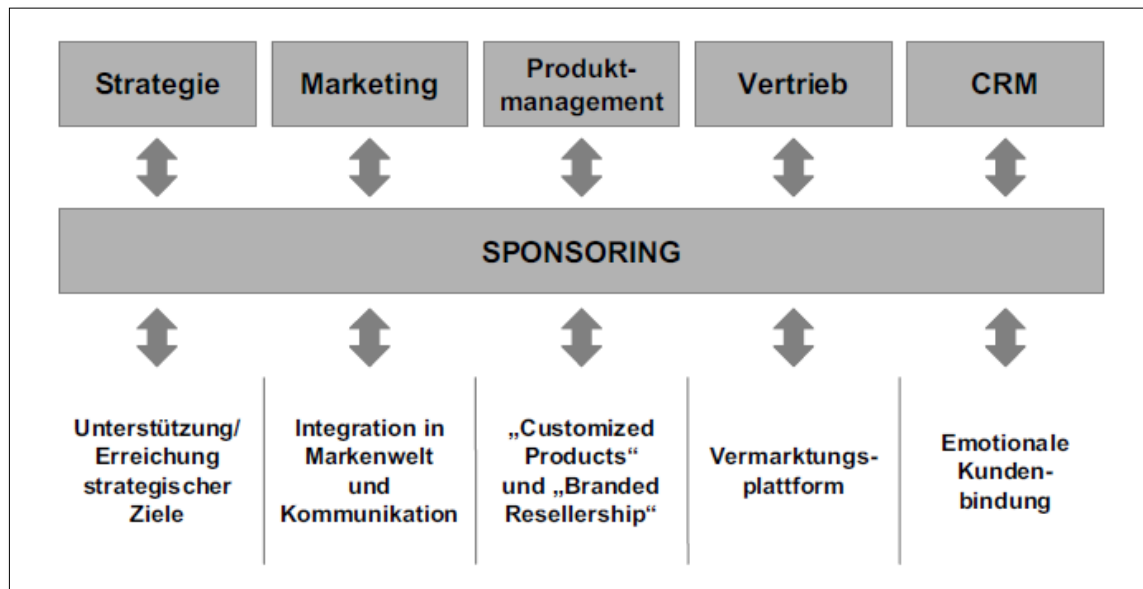 Strategie
Marketing
Produkt-
management
Vertrieb
CRM
SPONSORING
Unterstützung/
Erreichung
strategischer
Ziele
Integration in
Markenwelt
und
Kommunikation
„Customized
Products“
und „Branded
Resellership“
Vermarktungs-
plattform
Emotionale
Kunden-
bindung